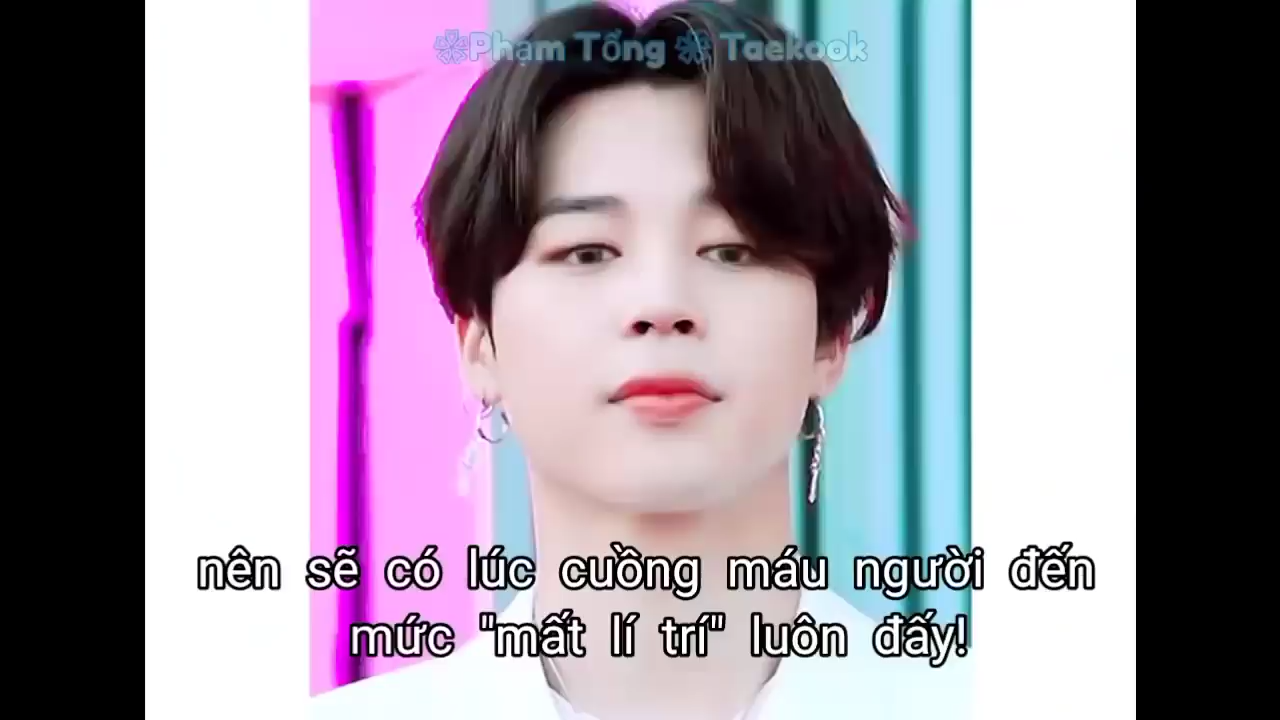 ❀Phạm Tổng ❀ Taekook
nên sẽ có lúc cuồng máu người đến
mức "mất lí trí" luôn đấy!